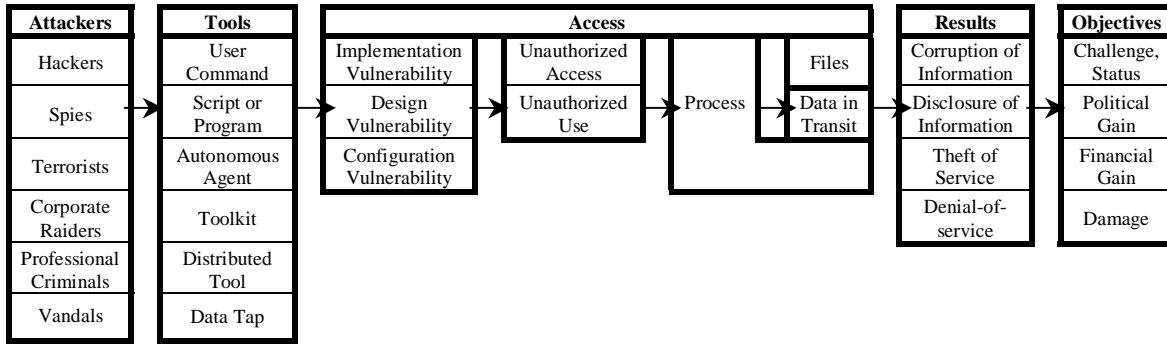 Attackers
Hackers
Spies
Terrorists
Corporate
Raiders
Professional
Criminals
Vandals
Tools
User
Command
Script or
Program
Autonomous
Agent
Toolkit
Distributed
Tool
Data Tap
Access
Implementation
Vulnerability
Design
Vulnerability
Configuration
Vulnerability
Unauthorized
Access
Unauthorized
Use
Process
Files
Data in
Transit
Results
Corruption of
Information
Disclosure of
Information
Theft of
Service
Denial-of-
service
Objectives
Challenge,
Status
Political
Gain
Financial
Gain
Damage